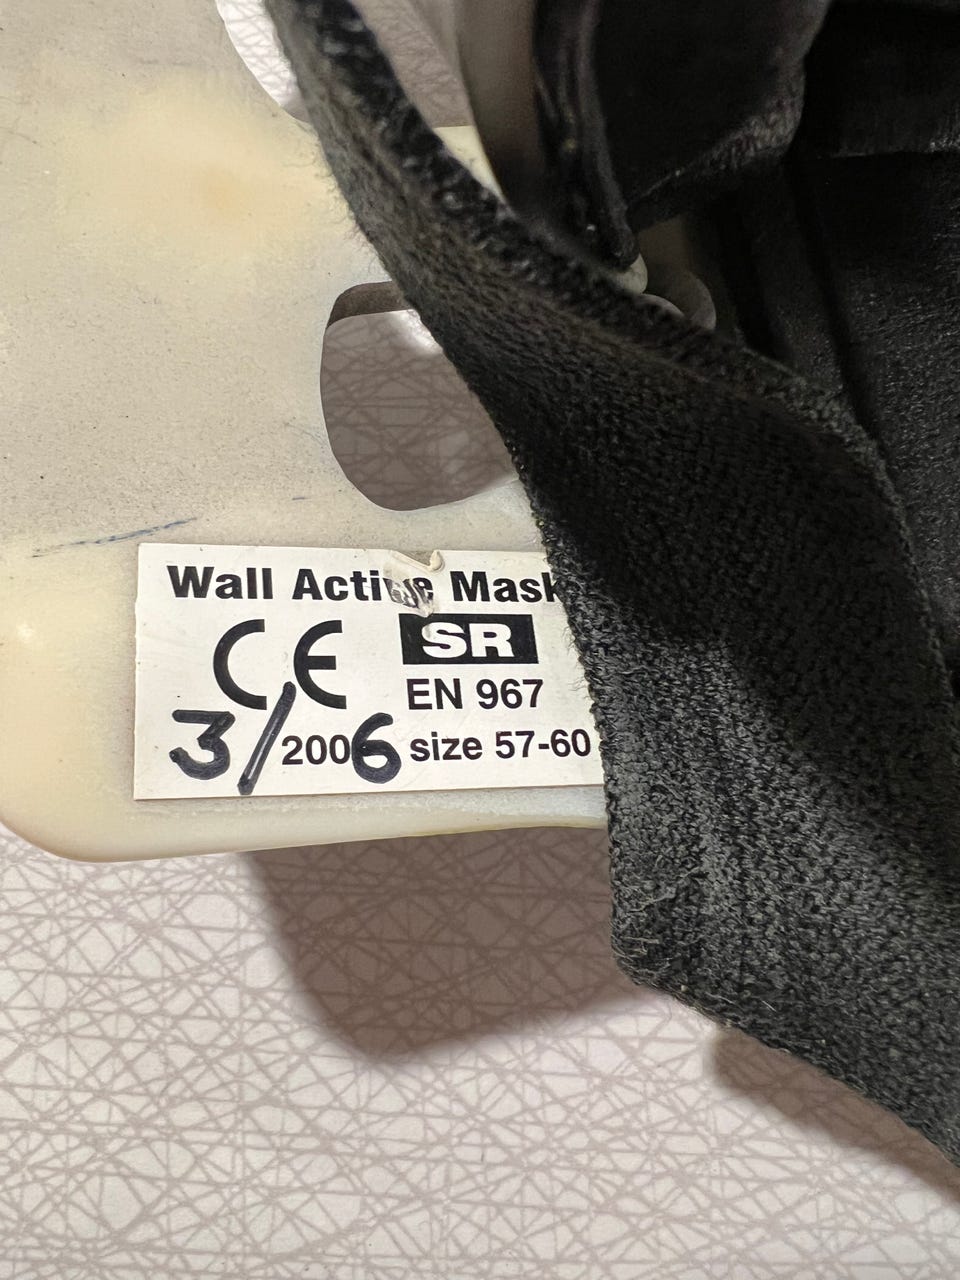 Wall Active Mask
CE SR
EN 967
3/2006 size 57-60